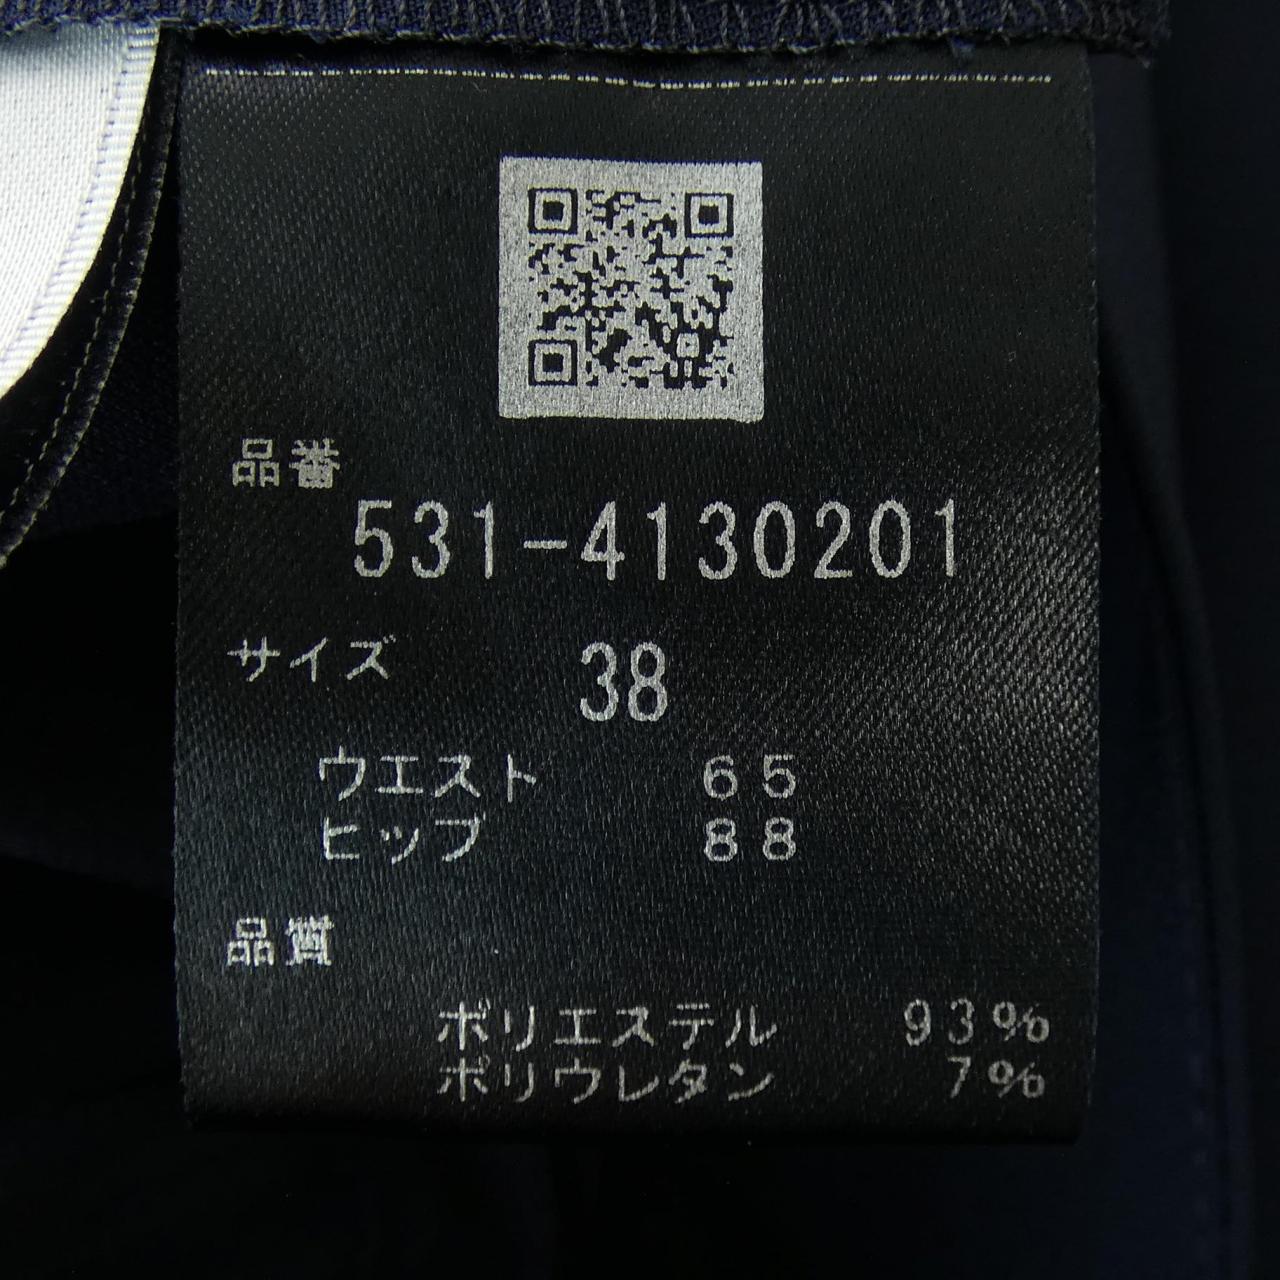 品番
531-4130201
サイズ 38
ウエスト 65
ヒップ 88
品質
ポリエステル 93%
ポリウレタン 7%